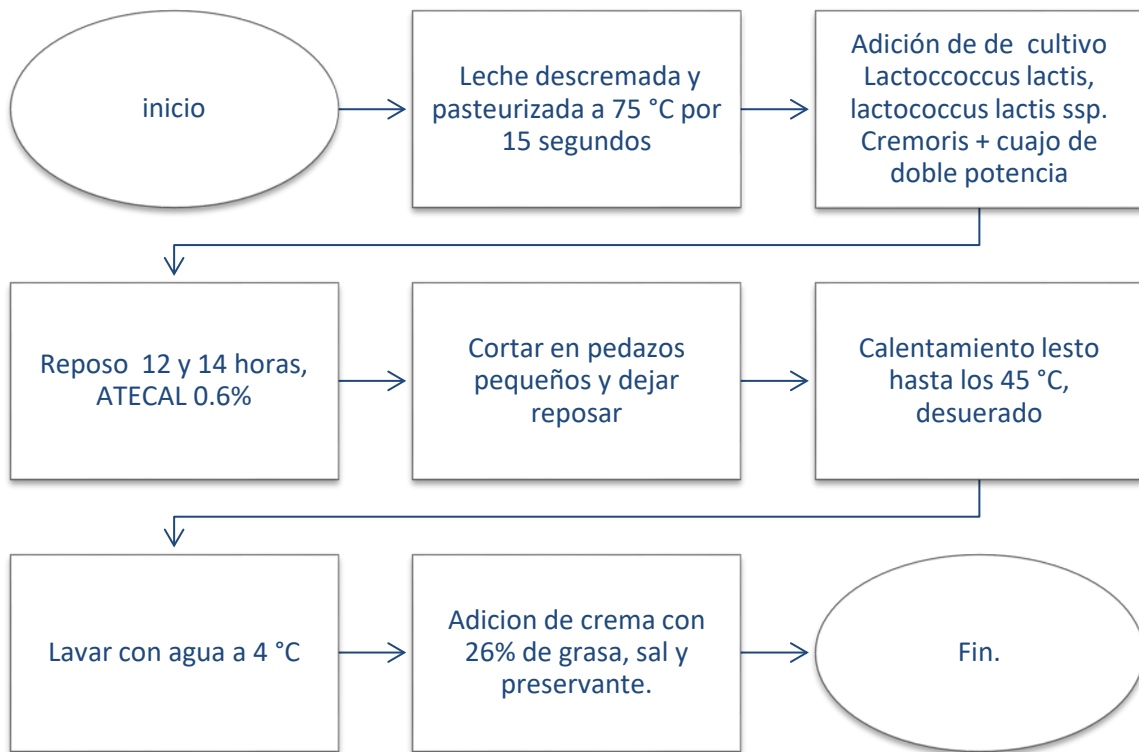 inicio
Leche descremada y
pasteurizada a 75 °C por
15 segundos
Adición de de  cultivo
Lactoccoccus lactis,
lactococcus lactis ssp.
Cremoris + cuajo de
doble potencia
Reposo  12 y 14 horas,
ATECAL 0.6%
Cortar en pedazos
pequeños y dejar
reposar
Calentamiento lesto
hasta los 45 °C,
desuerado
Lavar con agua a 4 °C
Adicion de crema con
26% de grasa, sal y
preservante.
Fin.